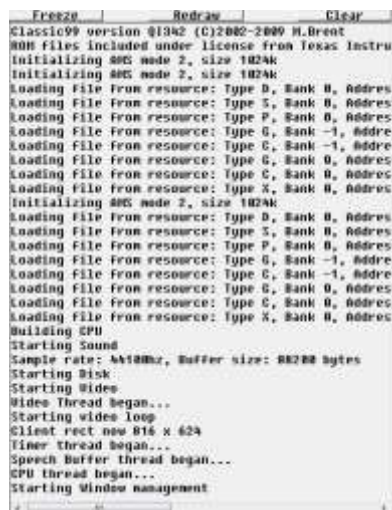 Freeze Redraw Clear
Classic99 version QI342 (C)2002-2009 M.Brent
ROM files included under license from Texas Instru
Initializing AMS mode 2, size 1024k
Initializing AMS mode 2, size 1024k
Loading file from resource: Type D, Bank 0, Addres
Loading file from resource: Type S, Bank 0, Addres
Loading file from resource: Type P, Bank 0, Addres
Loading file from resource: Type G, Bank -1, Addre
Loading file from resource: Type C, Bank -1, Addre
Loading file from resource: Type G, Bank 0, Addres
Loading file from resource: Type C, Bank 0, Addres
Loading file from resource: Type X, Bank 0, Addres
Initializing AMS mode 2, size 1024k
Loading file from resource: Type D, Bank 0, Addres
Loading file from resource: Type S, Bank 0, Addres
Loading file from resource: Type P, Bank 0, Addres
Loading file from resource: Type G, Bank -1, Addre
Loading file from resource: Type C, Bank -1, Addre
Loading file from resource: Type G, Bank 0, Addres
Loading file from resource: Type C, Bank 0, Addres
Loading file from resource: Type X, Bank 0, Addres
Building CPU
Starting Sound
Sample rate: 44100hz, Buffer size: 88200 bytes
Starting Disk
Starting Video
Video Thread began...
Starting video loop
Client rect now 816 x 624
Timer thread began...
Speech Buffer thread began...
CPU thread began...
Starting Window management